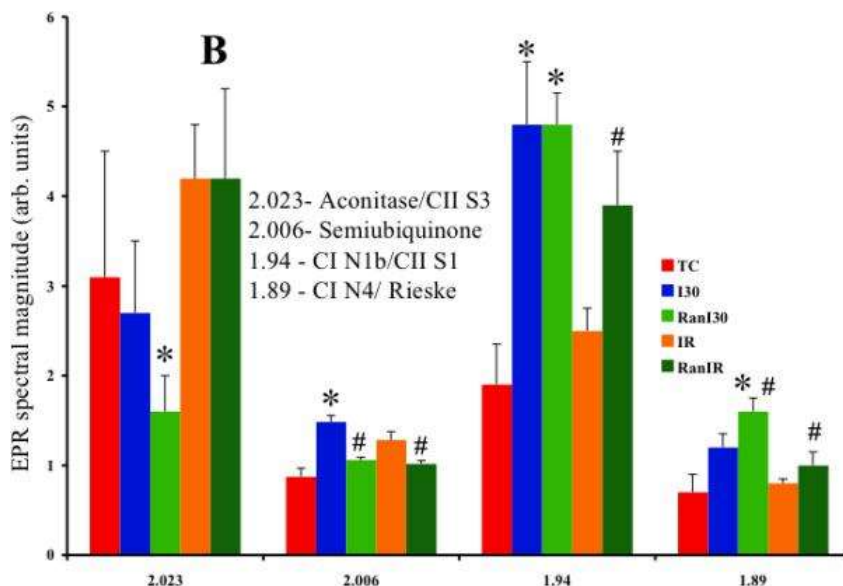 6
B
5
4
3
2
1
0
EPR spectral magnitude (arb. units)
* *
#
2.023- Aconitase/CII S3
2.006- Semiubiquinone
1.94 - CI N1b/CII S1
1.89 - CI N4/ Rieske
TC
I30
RanI30
IR
RanIR
*
*
# #
* #
#
2.023 2.006 1.94 1.89